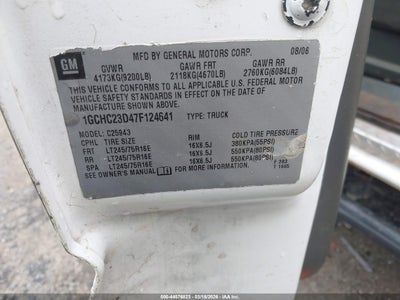 GM
MFD BY GENERAL MOTORS CORP. 08/06
GVWR GAWR FRT GAWR RR
4173KG(9200LB) 2118KG(4670LB) 2760KG(6084LB)
THIS VEHICLE CONFORMS TO ALL APPLICABLE U.S. FEDERAL MOTOR
VEHICLE SAFETY STANDARDS IN EFFECT ON THE DATE OF
MANUFACTURE SHOWN ABOVE.
1GCHC23D47F124641 TYPE: TRUCK
MODEL: C25943
CPHL TIRE SIZE RIM COLD TIRE PRESSURE
FRT LT245/75R16E 16X6.5J 380KPA(55PSI)
RR LT245/75R16E 16X6.5J 550KPA(80PSI)
SPA LT245/75R16E 16X6.5J 550KPA(80PSI)
SEE OWNER'S MANUAL FOR MORE INFORMATION.